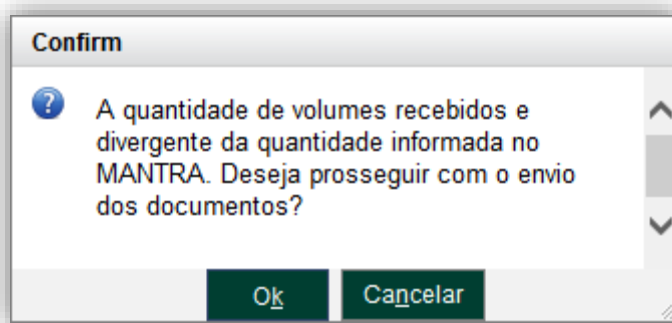 Confirm
A quantidade de volumes recebidos e
divergente da quantidade informada no
MANTRA. Deseja prosseguir com o envio
dos documentos?
Ok
Cancelar